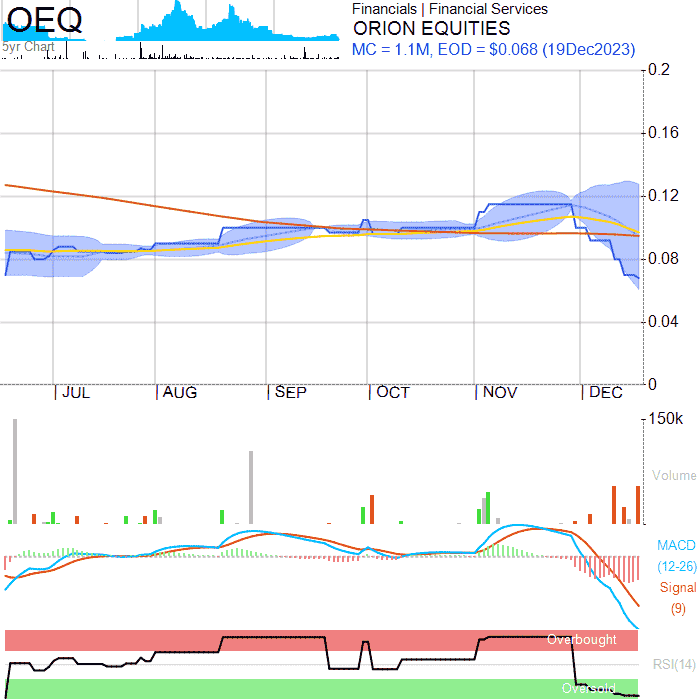 OEQ
5yr Chart
Financials | Financial Services
ORION EQUITIES
MC = 1.1M, EOD = $0.068 (19Dec2023)
0.2
0.16
0.12
0.08
0.04
0
JUL AUG SEP OCT NOV DEC
150k
Volume
MACD
(12-26)
Signal
(9)
Overbought
RSI(14)
Oversold